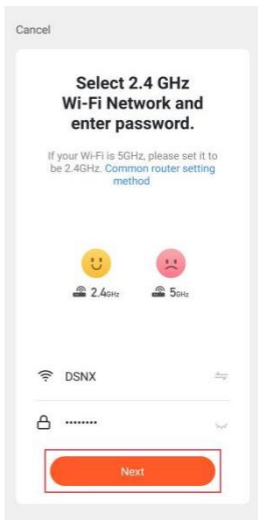 Cancel
Select 2.4 GHz
Wi-Fi Network and
enter password.
If your Wi-Fi is 5GHz, please set it to
be 2.4GHz. Common router setting
method
2.4GHz 5GHz
DSNX
••••••••
Next